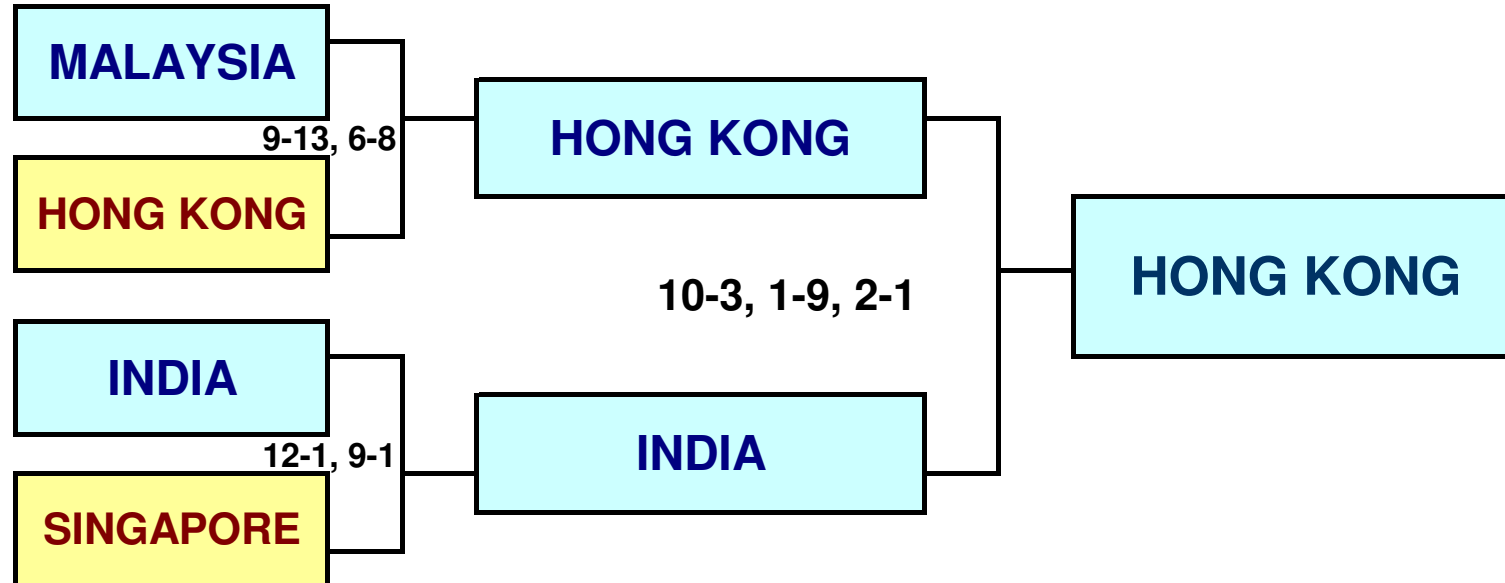 MALAYSIA
9-13, 6-8
HONG KONG
HONG KONG
10-3, 1-9, 2-1
HONG KONG
INDIA
12-1, 9-1
SINGAPORE
INDIA